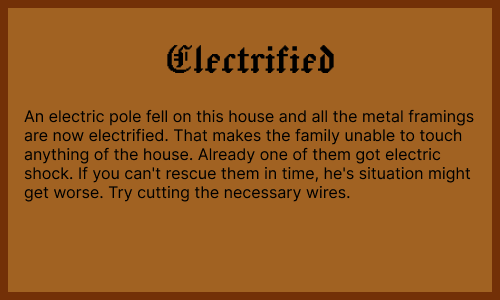 Electrified
An electric pole fell on this house and all the metal framings
are now electrified. That makes the family unable to touch
anything of the house. Already one of them got electric
shock. If you can't rescue them in time, he's situation might
get worse. Try cutting the necessary wires.